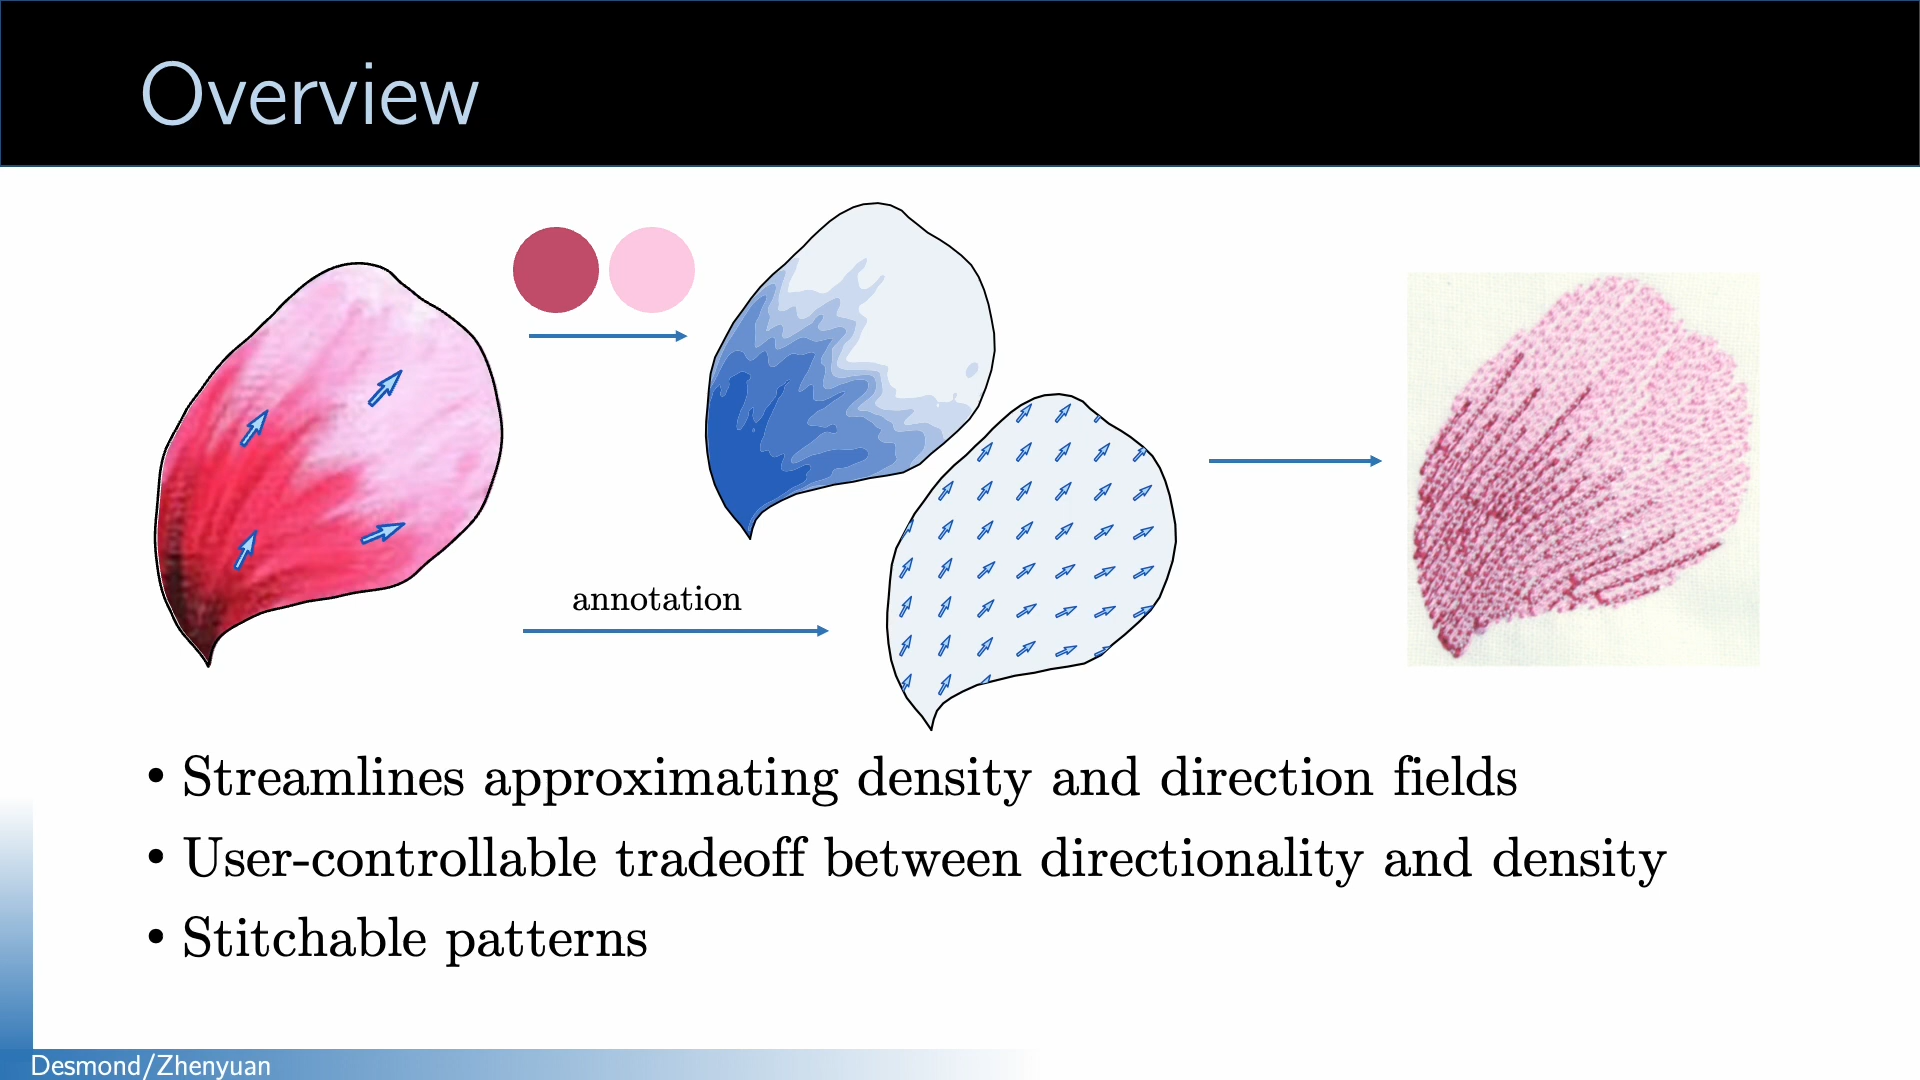 Overview
annotation
• Streamlines approximating density and direction fields
• User-controllable tradeoff between directionality and density
• Stitchable patterns
Desmond/Zhenyuan